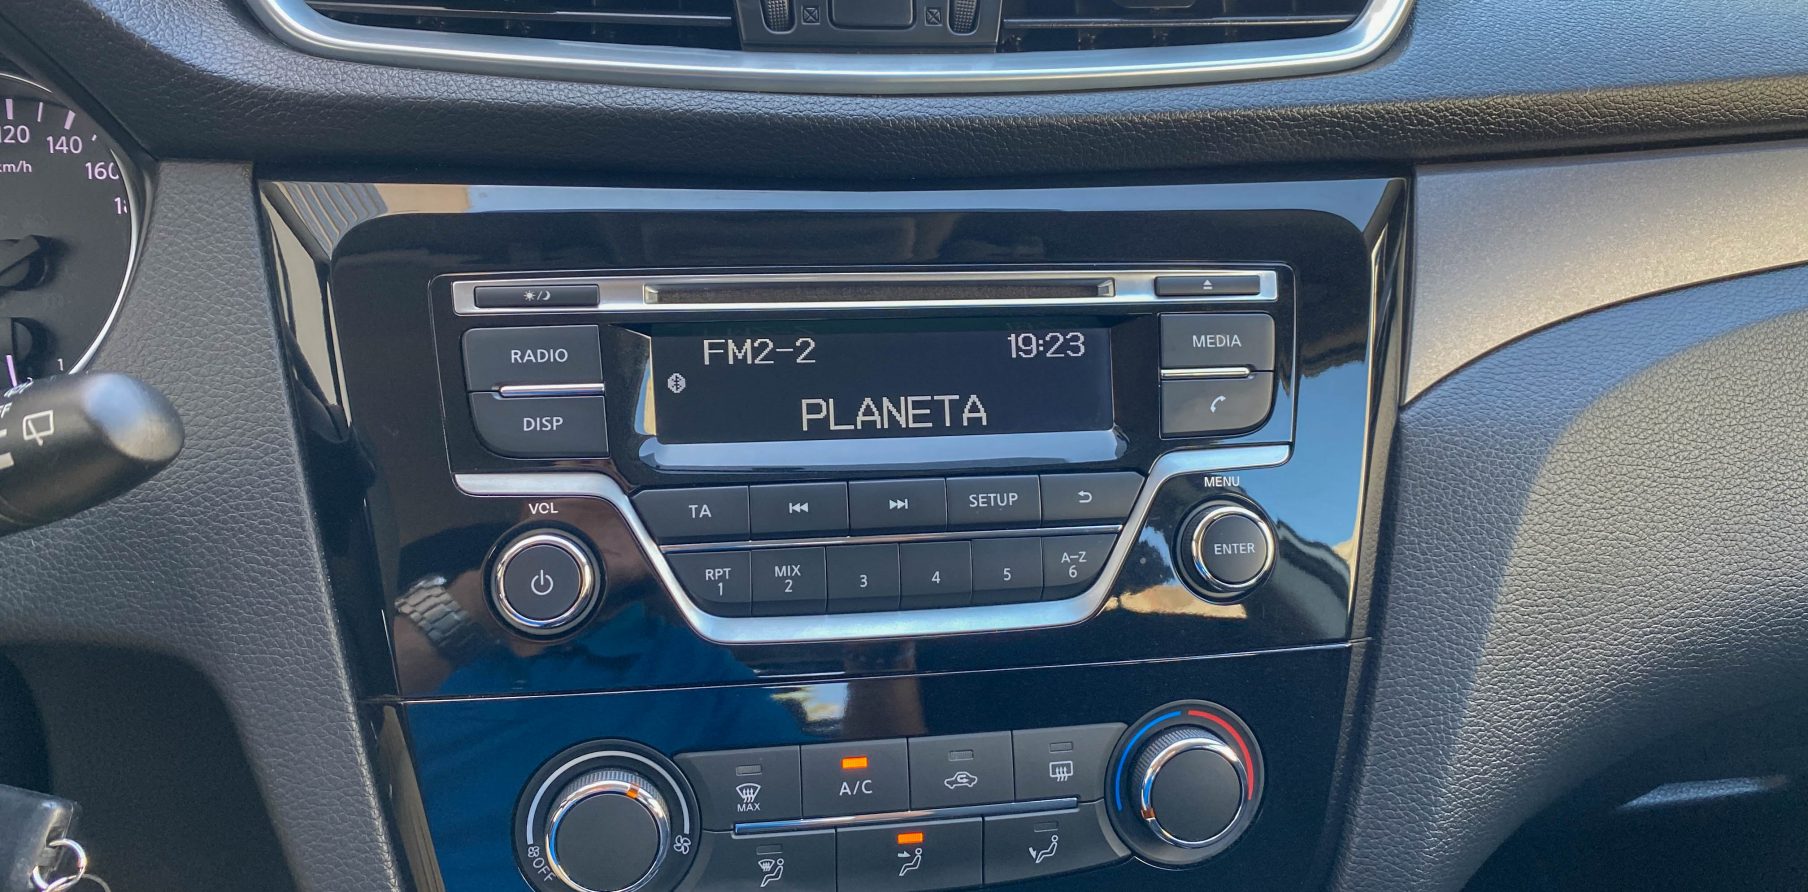 120
140
km/h
160
RADIO
FM2-2
19:23
MEDIA
PLANETA
DISP
VOL
MENU
TA
SETUP
ENTER
RPT
1
MIX
2
3
4
5
A-Z
6
MAX
A/C
OFF